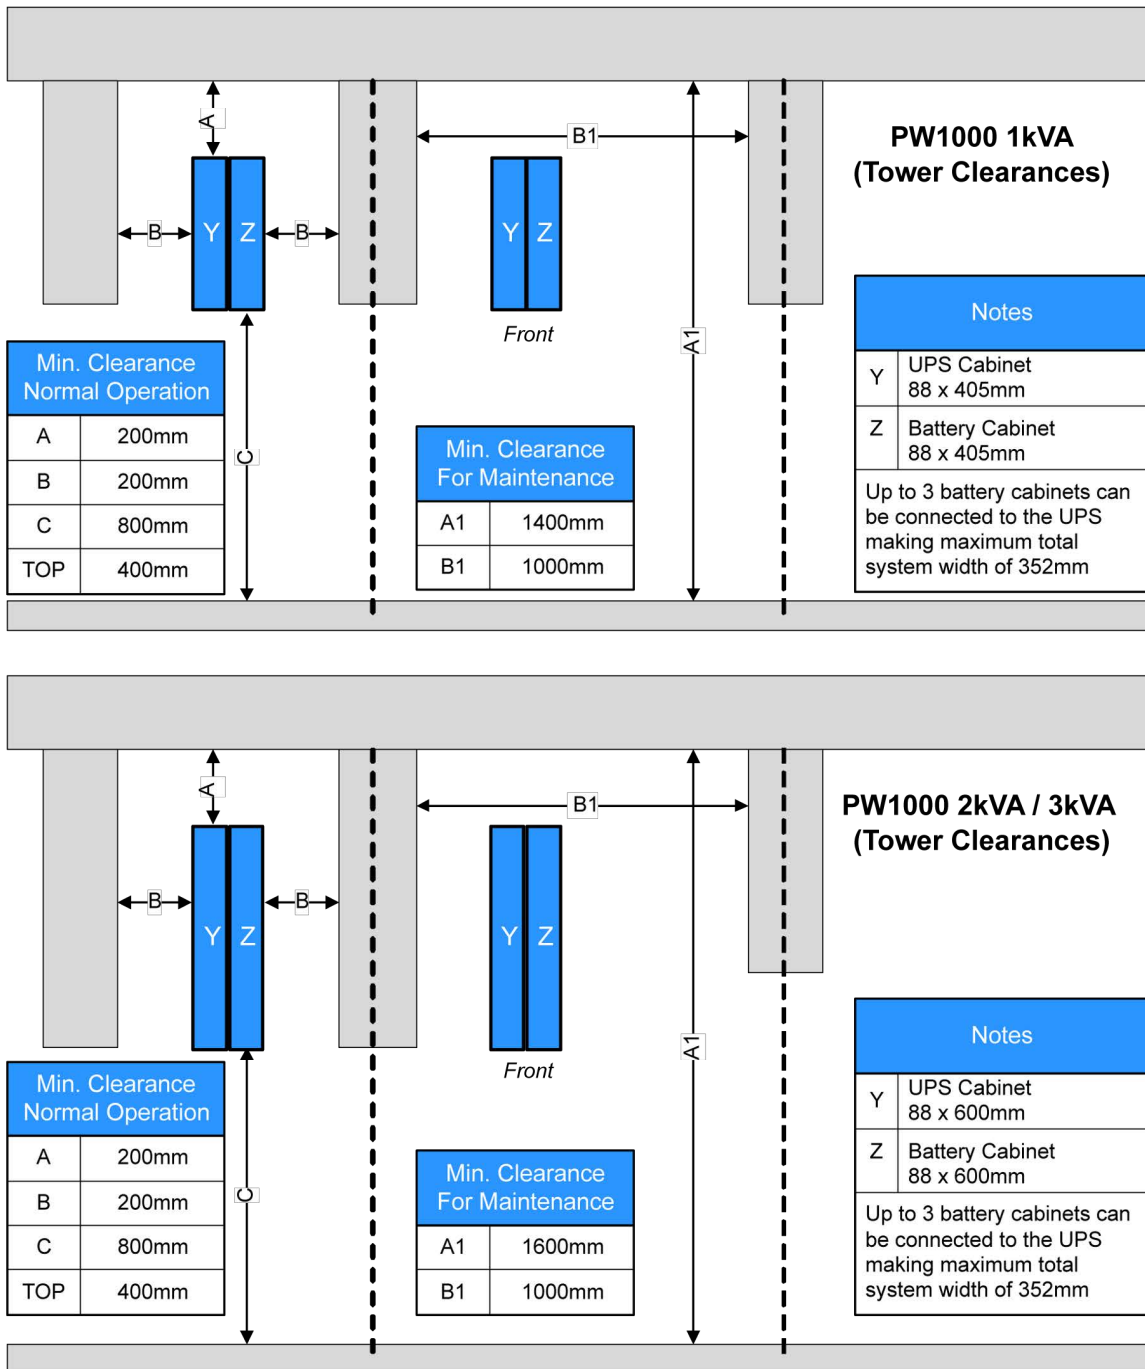 A
B1
PW1000 1kVA
(Tower Clearances)
B
Y
Z
B
Y
Z
Front
A1
C
Min. Clearance
Normal Operation
A 200mm
B 200mm
C 800mm
TOP 400mm
Min. Clearance
For Maintenance
A1 1400mm
B1 1000mm
Notes
Y UPS Cabinet
88 x 405mm
Z Battery Cabinet
88 x 405mm
Up to 3 battery cabinets can
be connected to the UPS
making maximum total
system width of 352mm
A
B1
PW1000 2kVA / 3kVA
(Tower Clearances)
B
Y
Z
B
Y
Z
Front
A1
C
Min. Clearance
Normal Operation
A 200mm
B 200mm
C 800mm
TOP 400mm
Min. Clearance
For Maintenance
A1 1600mm
B1 1000mm
Notes
Y UPS Cabinet
88 x 600mm
Z Battery Cabinet
88 x 600mm
Up to 3 battery cabinets can
be connected to the UPS
making maximum total
system width of 352mm